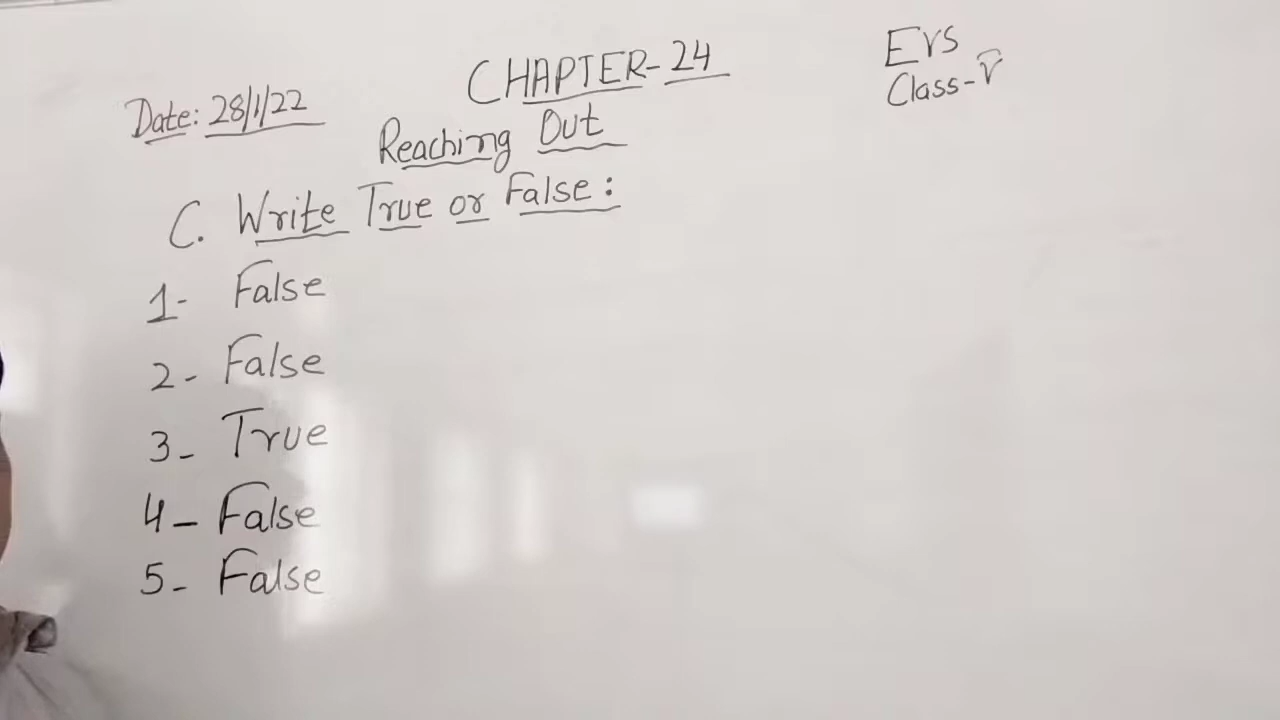 Date: 28/1/22
CHAPTER-24
EVS
Class-V
Reaching Out
C. Write True or False:
1- False
2- False
3- True
4- False
5- False